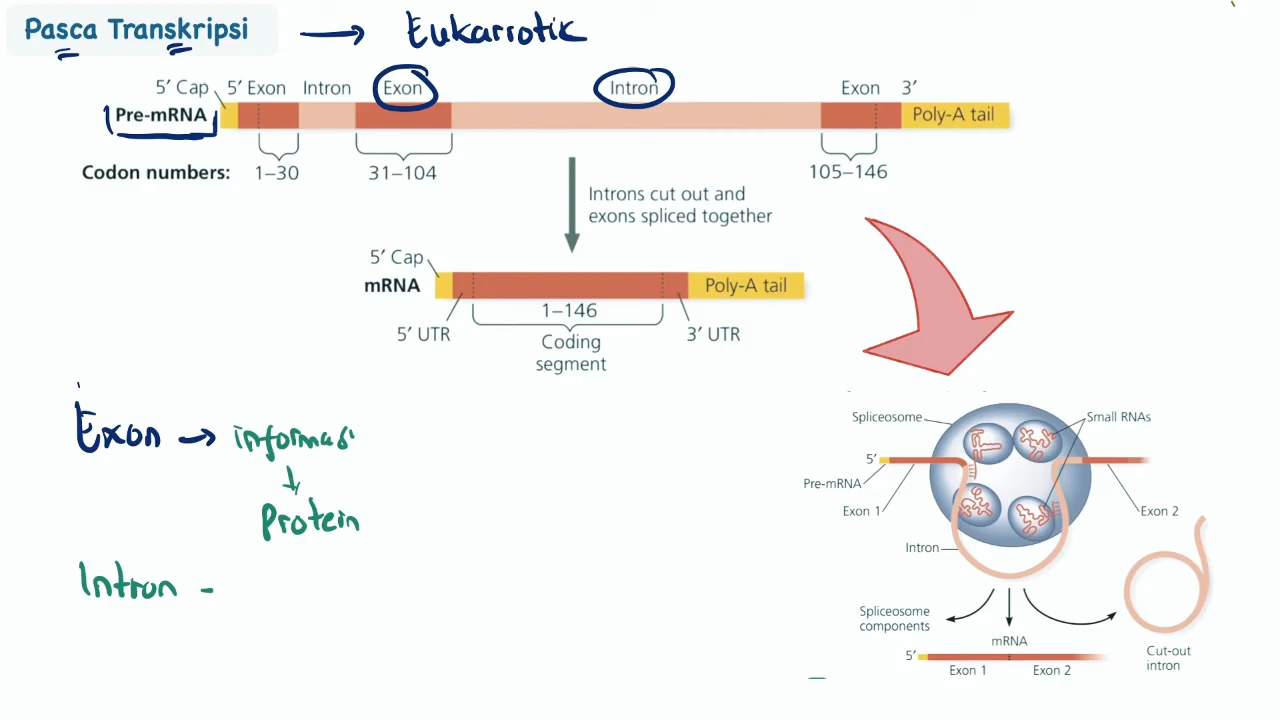 Pasca Transkripsi → Eukarrotik
5′ Cap 5′ Exon Intron Exon Intron Exon 3′
Pre-mRNA Poly-A tail
Codon numbers: 1–30 31–104 105–146
Introns cut out and
exons spliced together
5′ Cap
mRNA Poly-A tail
1–146
5′ UTR 3′ UTR
Coding
segment
Exon → informasi
↓
Protein
Intron -
Spliceosome Small RNAs
5′
Pre-mRNA
Exon 1 Exon 2
Intron
Spliceosome
components
mRNA
5′
Exon 1 Exon 2
Cut-out
intron